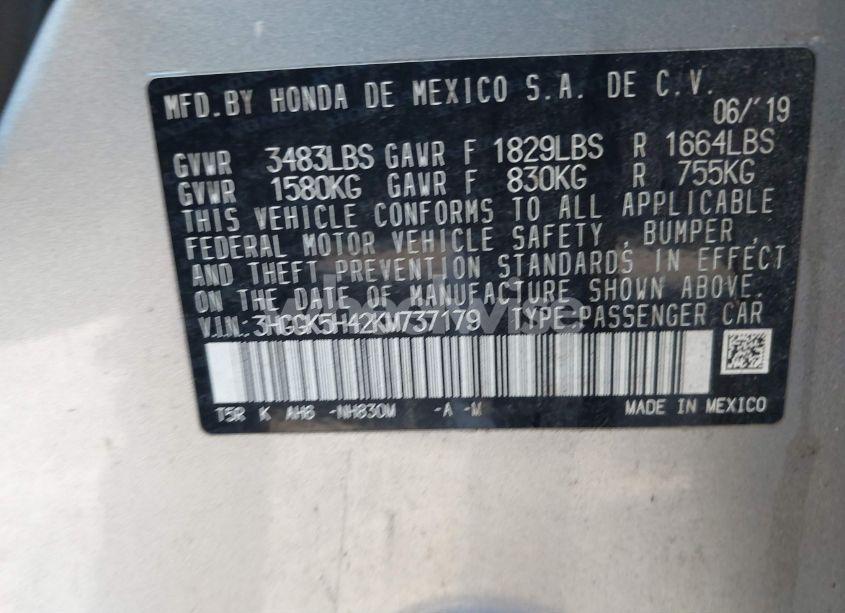 MFD.BY HONDA DE MEXICO S.A. DE C.V.
06/'19
GVWR 3483LBS GAWR F 1829LBS R 1664LBS
GVWR 1580KG GAWR F 830KG R 755KG
THIS VEHICLE CONFORMS TO ALL APPLICABLE
FEDERAL MOTOR VEHICLE SAFETY , BUMPER ,
AND THEFT PREVENTION STANDARDS IN EFFECT
ON THE DATE OF MANUFACTURE SHOWN ABOVE.
V.I.N.: 3HGGK5H42KM737179 TYPE:PASSENGER CAR
T5R K AH6 -NH830M -A -M MADE IN MEXICO